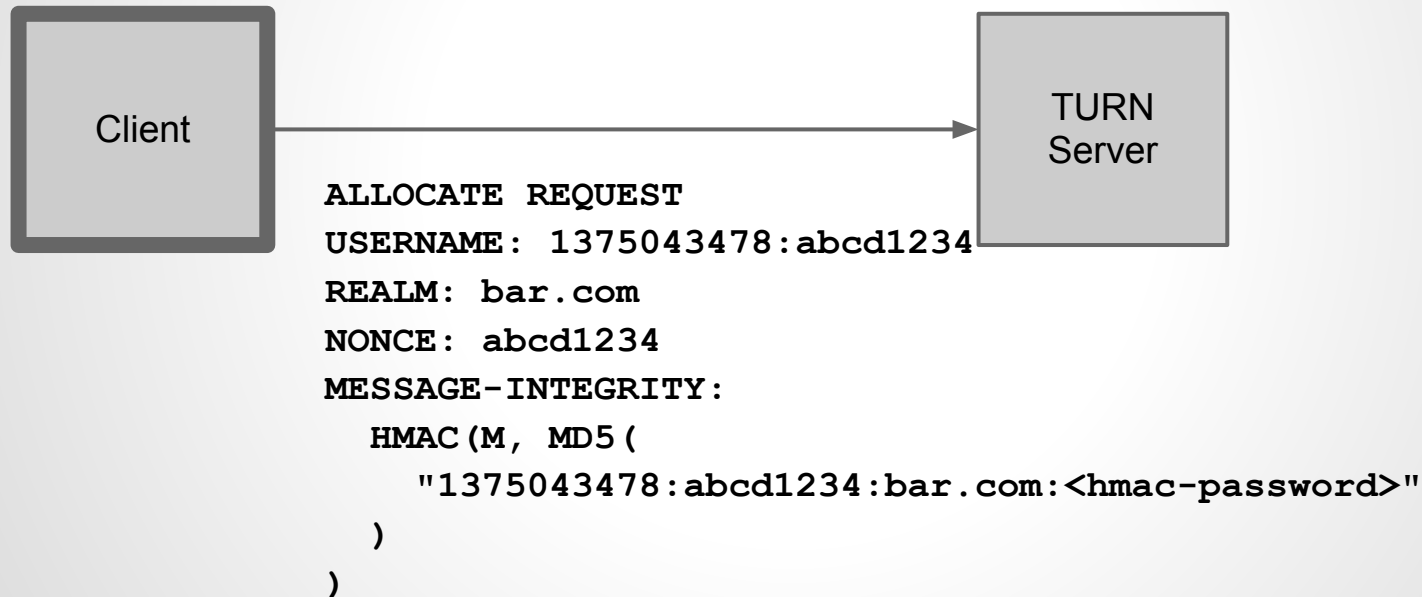 Client
TURN
Server
ALLOCATE REQUEST
USERNAME: 1375043478:abcd1234
REALM: bar.com
NONCE: abcd1234
MESSAGE-INTEGRITY:
HMAC(M, MD5(
"1375043478:abcd1234:bar.com:<hmac-password>"
)
)